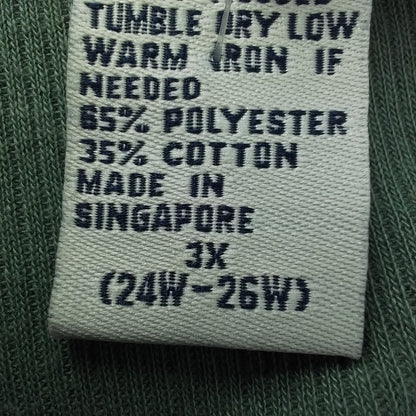 TUMBLE DRY LOW
WARM IRON IF
NEEDED
65% POLYESTER
35% COTTON
MADE IN
SINGAPORE
3X
(24W-26W)